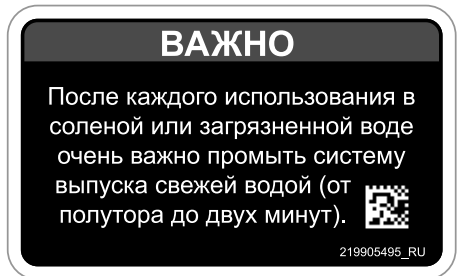 ВАЖНО
После каждого использования в
соленой или загрязненной воде
очень важно промыть систему
выпуска свежей водой (от
полутора до двух минут).
219905495_RU